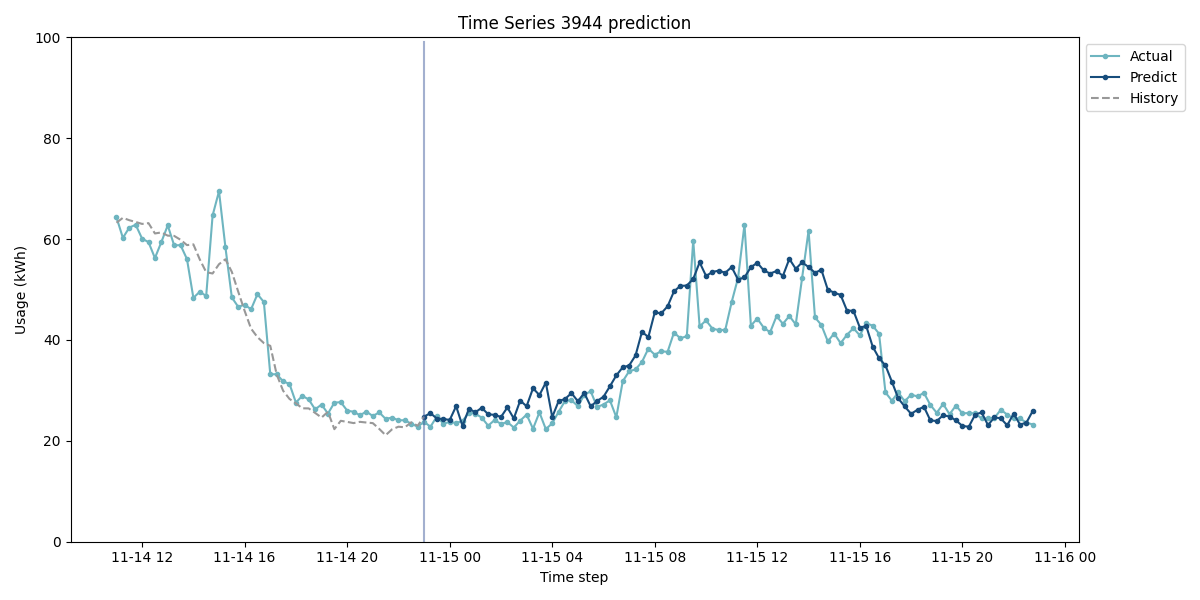 Time Series 3944 prediction
100
80
60
40
20
0
Usage (kWh)
11-14 12
11-14 16
11-14 20
11-15 00
11-15 04
11-15 08
11-15 12
11-15 16
11-15 20
11-16 00
Time step
Actual
Predict
History